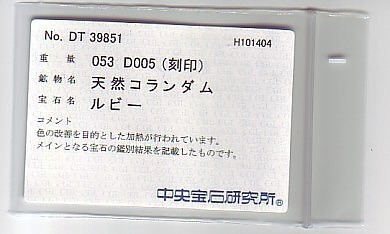 No. DT 39851 H101404
重量 053 D005 (刻印)
鉱物名 天然コランダム
宝石名 ルビー
コメント
色の改善を目的とした加熱が行われています。
メインとなる宝石の鑑別結果を記載したものです。
中央宝石研究所®